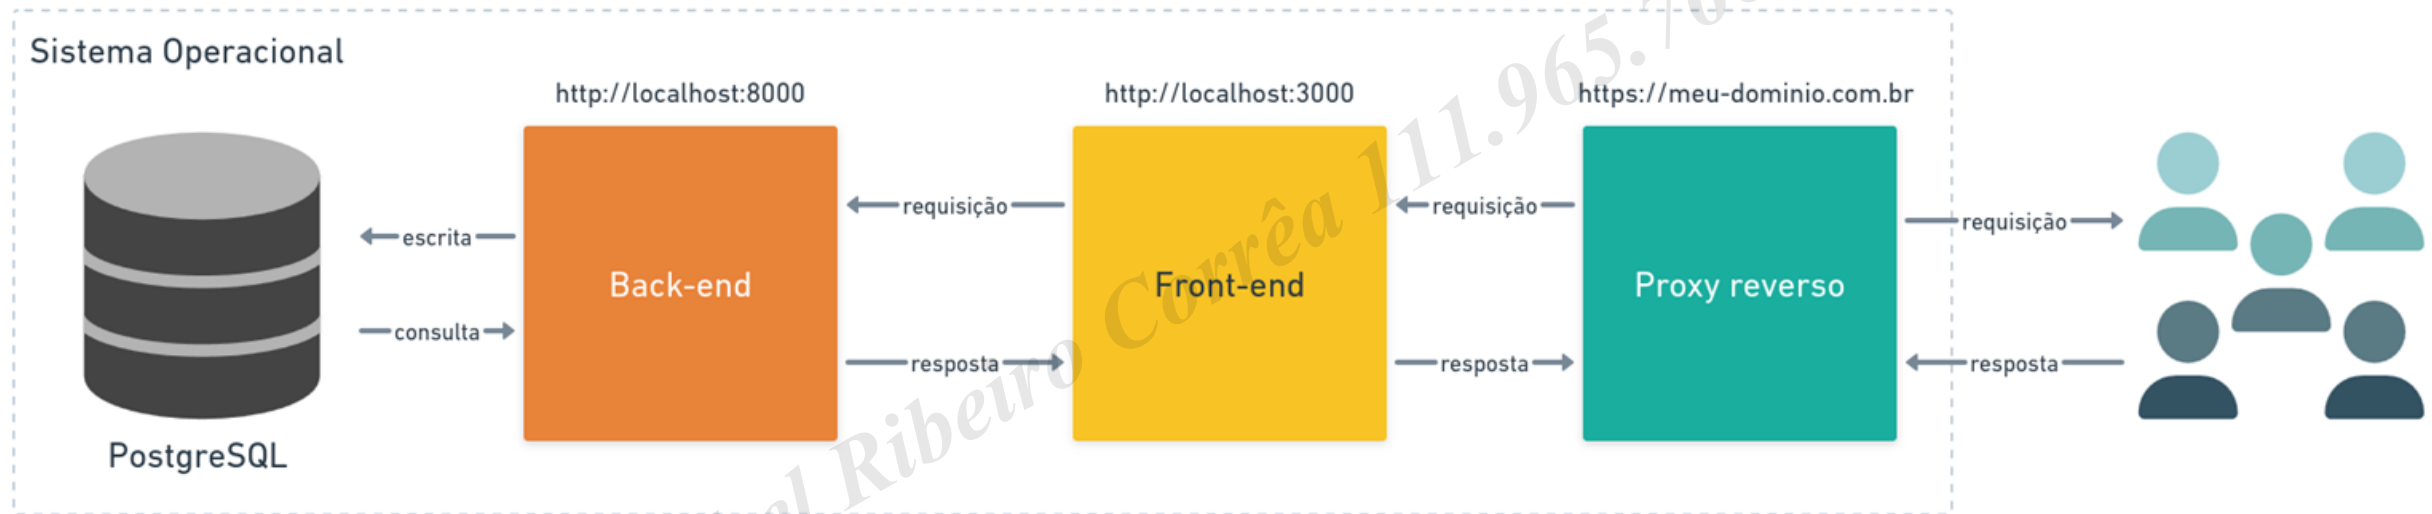 Sistema Operacional
http://localhost:8000
http://localhost:3000
https://meu-dominio.com.br
escrita
consulta
PostgreSQL
Back-end
requisição
resposta
Front-end
requisição
resposta
Proxy reverso
requisição
resposta
Ribeiro Corrêa 111.965.